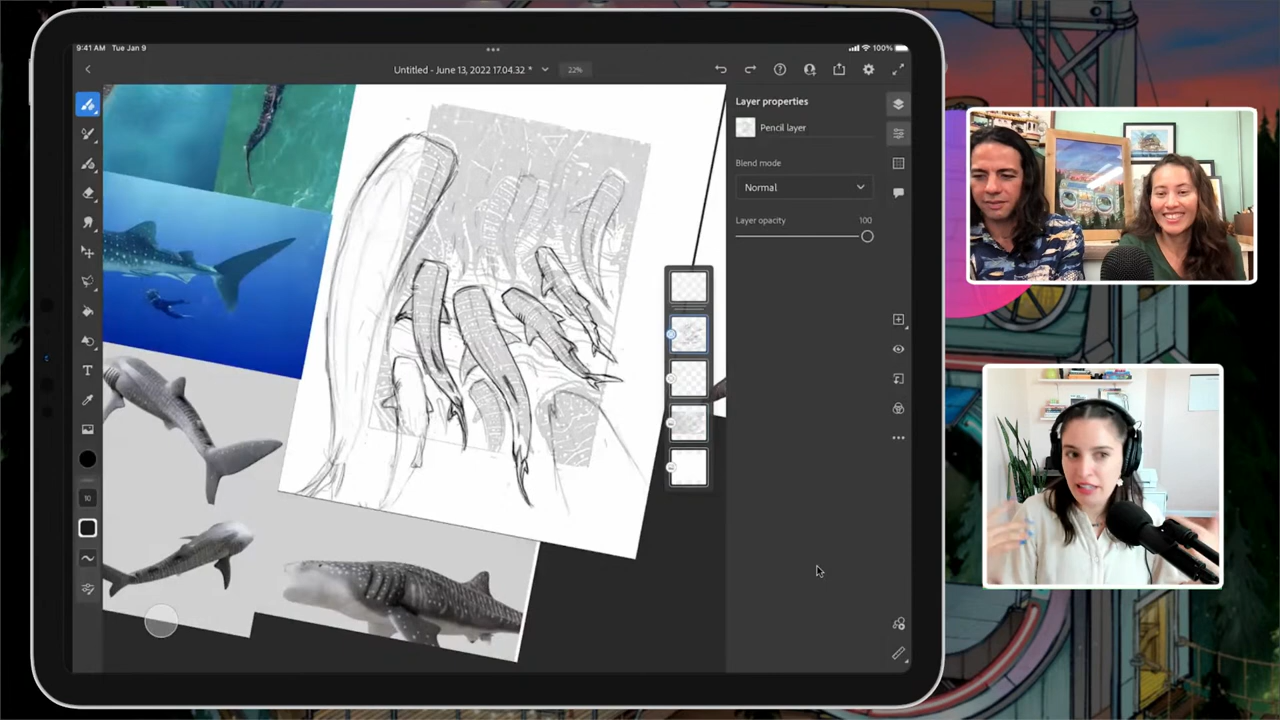 9:41 AM Tue Jan 9
100%
Untitled - June 13, 2022 17.04.32 *
22%
Layer properties
Pencil layer
Blend mode
Normal
Layer opacity 100
T
10